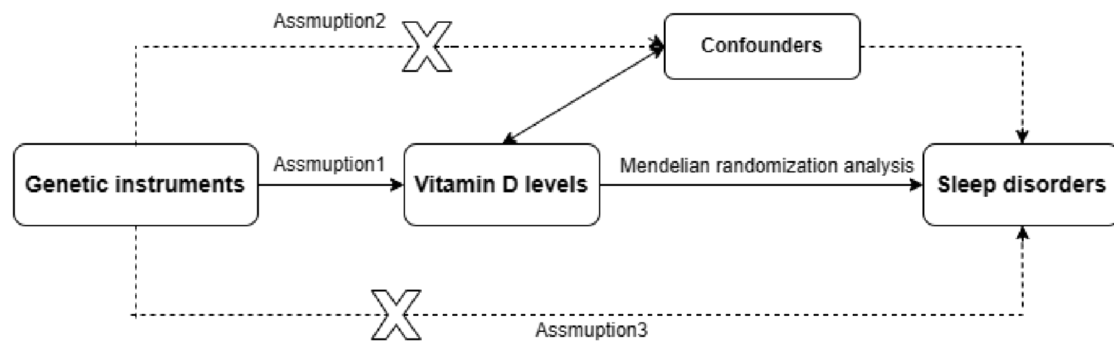 Assmuption2
Confounders
Genetic instruments
Assmuption1
Vitamin D levels
Mendelian randomization analysis
Sleep disorders
Assmuption3